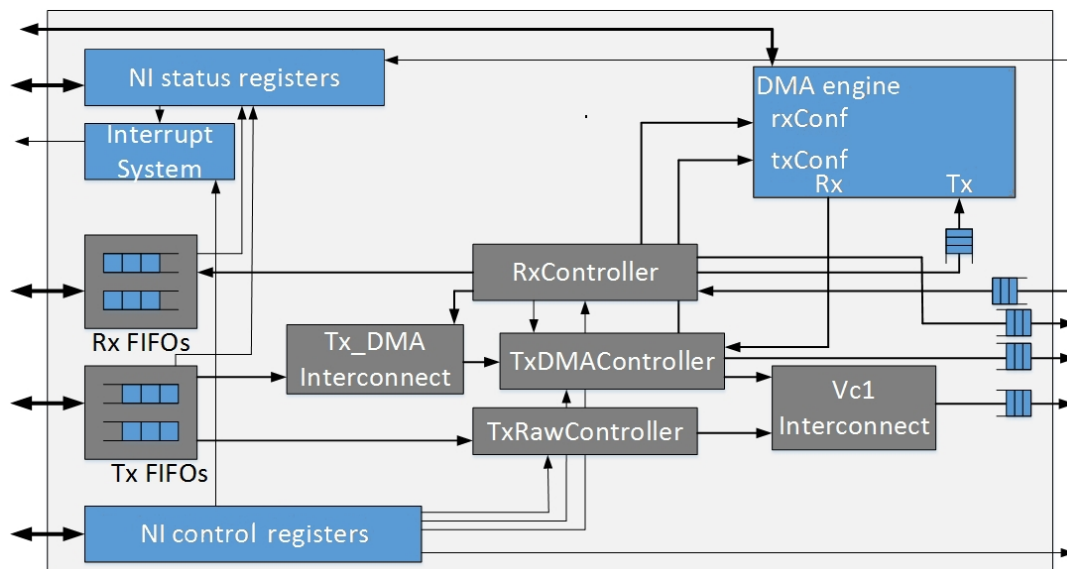 NI status registers
DMA engine
rxConf
txConf
Rx
Tx
Interrupt
System
RxController
Rx FIFOs
Tx_DMA
Interconnect
TxDMAController
Vc1
Interconnect
TxRawController
Tx FIFOs
NI control registers